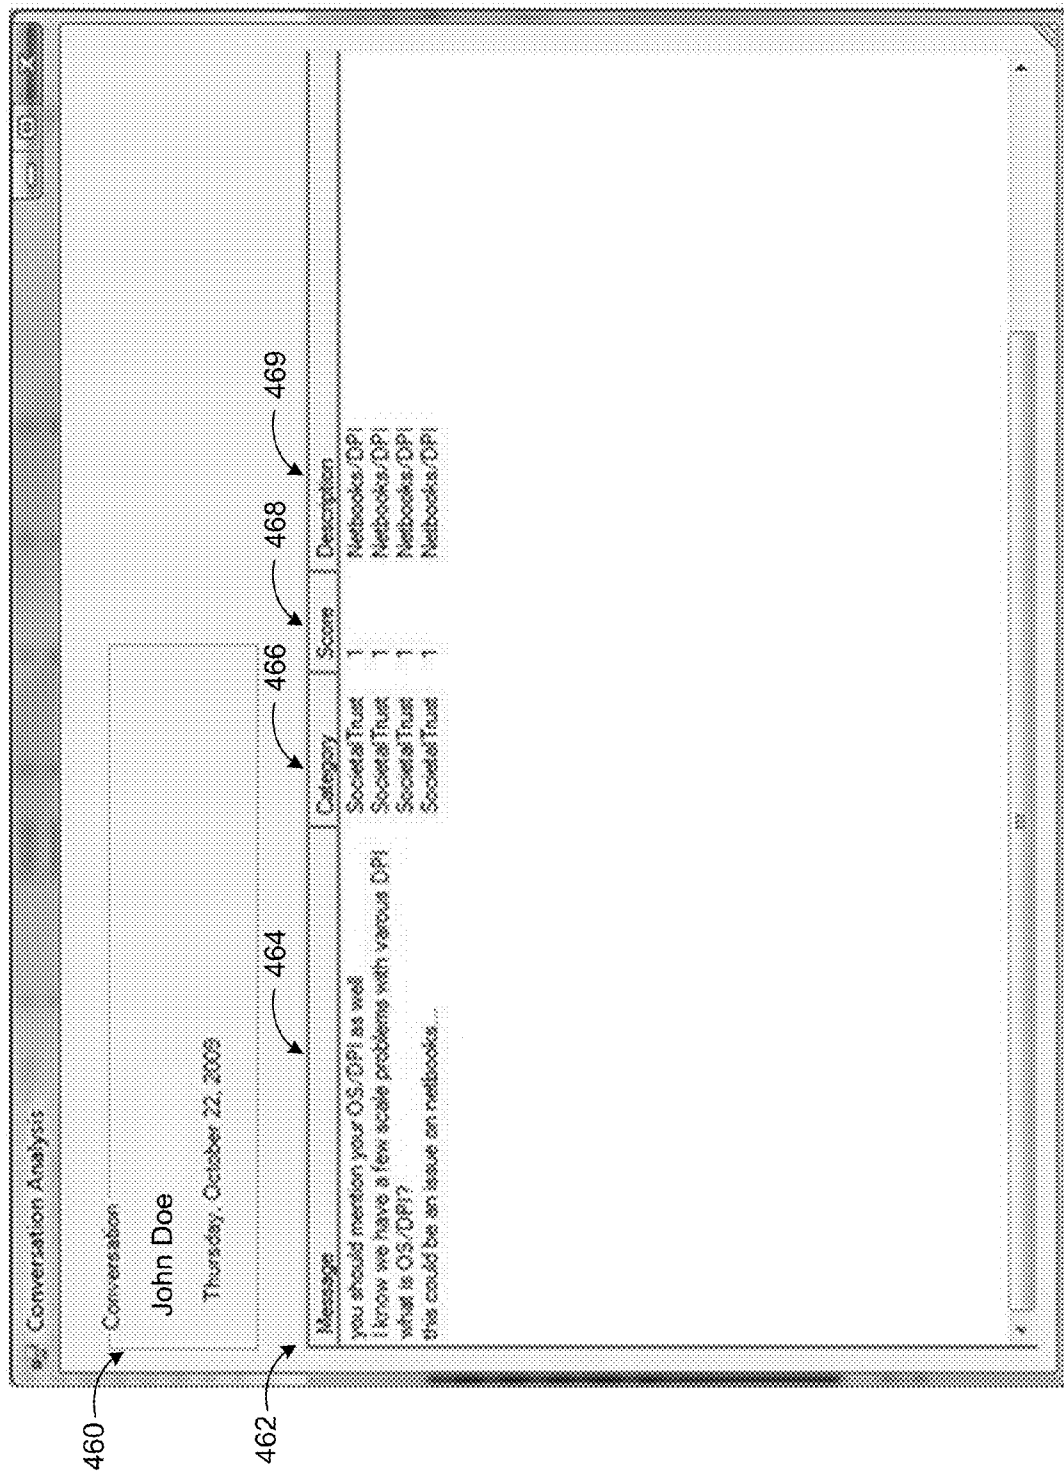 Conversation Analysis
460
Conversation
John Doe
Thursday, October 22, 2009
462
464
466
468
469
Message Category Score Description
you should mention your OS/DPI as well SocietalTrust 1 Netbooks/DPI
I know we have a few scale problems with varous DPI SocietalTrust 1 Netbooks/DPI
what is OS/DPI? SocietalTrust 1 Netbooks/DPI
this could be an issue on netbooks... SocietalTrust 1 Netbooks/DPI